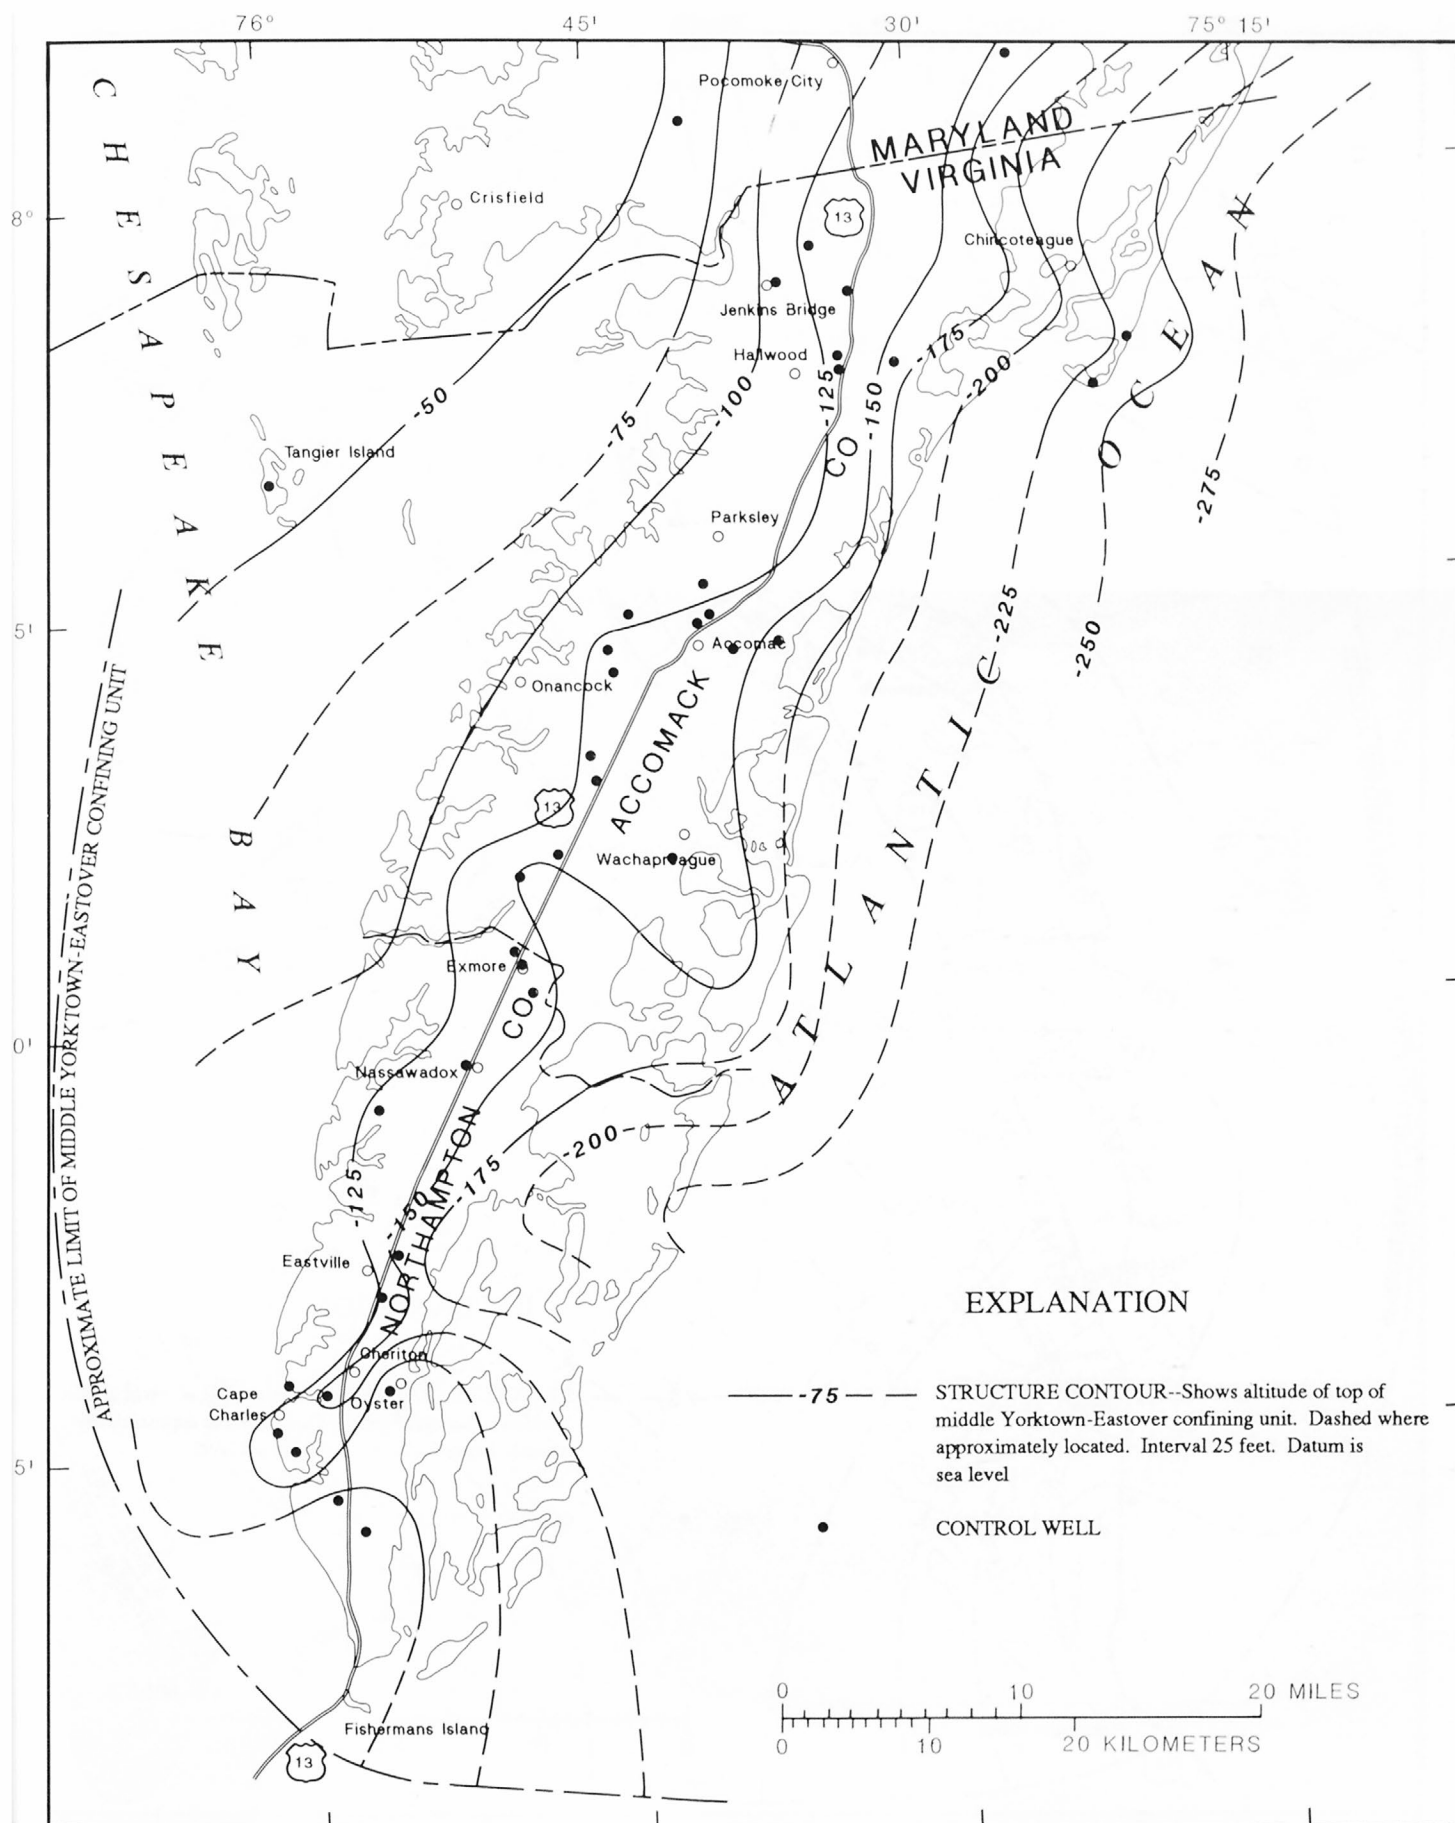 76° 45' 30' 75° 15'
Pocomoke City
MARYLAND
VIRGINIA
CHESAPEAKE BAY
Crisfield
8°
13
Chincoteague
Jenkins Bridge
Hallwood
-175
-200
-50
-75
-100
-125
-150
ATLANTIC OCEAN
Tangier Island
CO
-275
Parksley
-225
-250
5'
Accomac
Onancock
ACCOMACK
13
Wachapreague
APPROXIMATE LIMIT OF MIDDLE YORKTOWN-EASTOVER CONFINING UNIT
Exmore
CO
0'
Nassawadox
NORTHAMPTON
-200
-175
-125
-150
Eastville
Cheriton
Cape
Charles
Oyster
5'
EXPLANATION
-75
STRUCTURE CONTOUR--Shows altitude of top of
middle Yorktown-Eastover confining unit. Dashed where
approximately located. Interval 25 feet. Datum is
sea level
CONTROL WELL
0 10 20 MILES
0 10 20 KILOMETERS
Fishermans Island
13